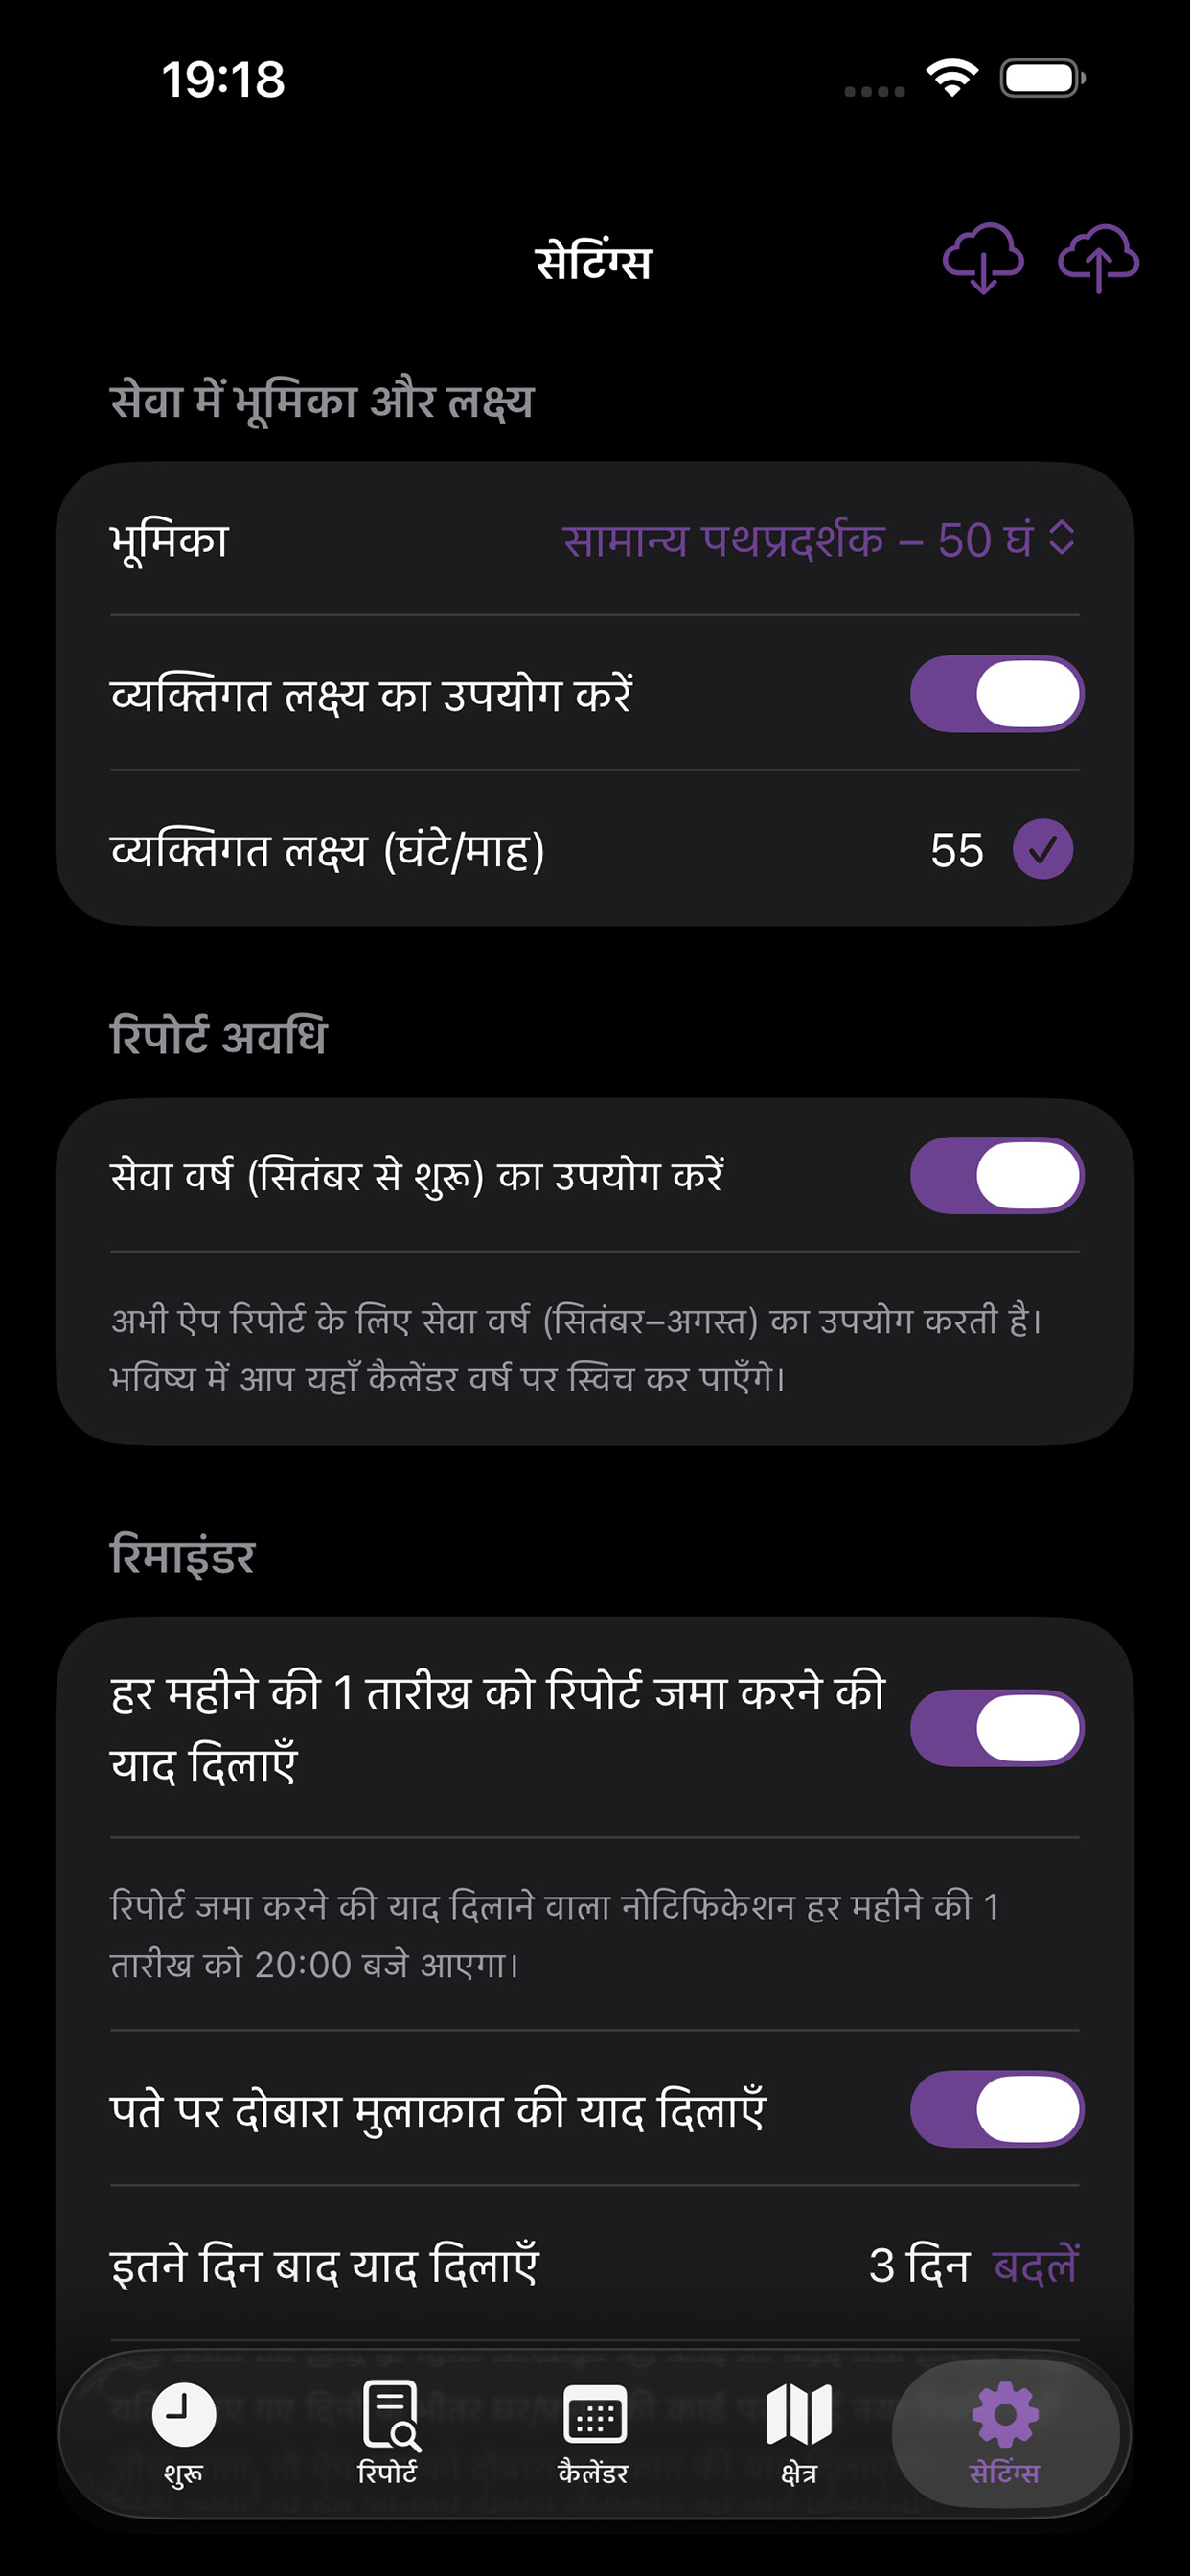 19:18
सेटिंग्स
सेवा में भूमिका और लक्ष्य
भूमिका
सामान्य पथप्रदर्शक – 50 घं
व्यक्तिगत लक्ष्य का उपयोग करें
व्यक्तिगत लक्ष्य (घंटे/माह)
55
रिपोर्ट अवधि
सेवा वर्ष (सितंबर से शुरू) का उपयोग करें
अभी ऐप रिपोर्ट के लिए सेवा वर्ष (सितंबर–अगस्त) का उपयोग करती है।
भविष्य में आप यहाँ कैलेंडर वर्ष पर स्विच कर पाएँगे।
रिमाइंडर
हर महीने की 1 तारीख को रिपोर्ट जमा करने की
याद दिलाएँ
रिपोर्ट जमा करने की याद दिलाने वाला नोटिफिकेशन हर महीने की 1
तारीख को 20:00 बजे आएगा।
पते पर दोबारा मुलाकात की याद दिलाएँ
इतने दिन बाद याद दिलाएँ
3 दिन बदलें
शुरू
रिपोर्ट
कैलेंडर
क्षेत्र
सेटिंग्स